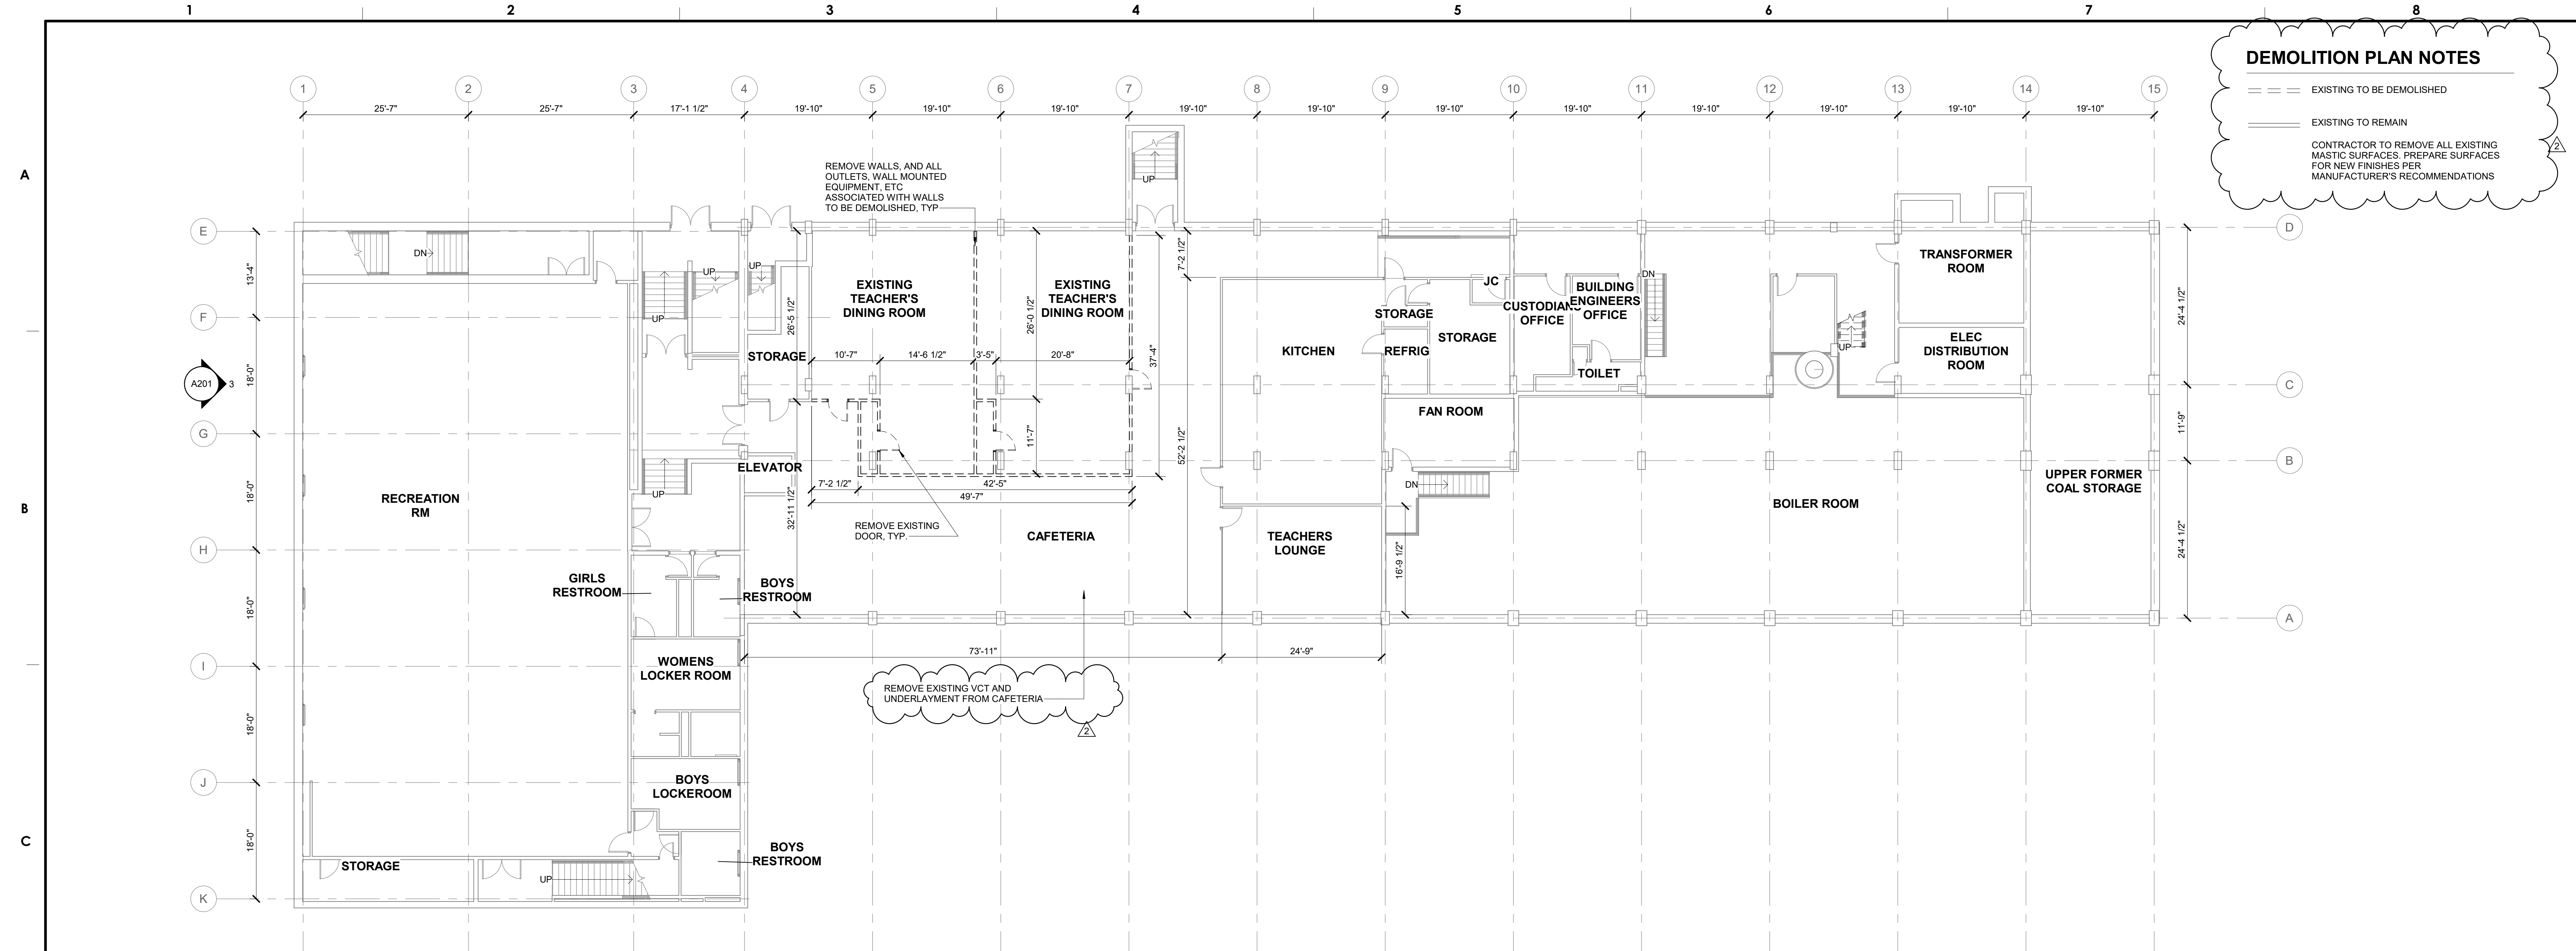 1 2 3 4 5 6 7 8
DEMOLITION PLAN NOTES
EXISTING TO BE DEMOLISHED
EXISTING TO REMAIN
CONTRACTOR TO REMOVE ALL EXISTING
MASTIC SURFACES. PREPARE SURFACES
FOR NEW FINISHES PER
MANUFACTURER'S RECOMMENDATIONS
2
1 2 3 4 5 6 7 8 9 10 11 12 13 14 15
25'-7" 25'-7" 17'-1 1/2" 19'-10" 19'-10" 19'-10" 19'-10" 19'-10" 19'-10" 19'-10" 19'-10" 19'-10" 19'-10" 19'-10"
A
B
C
REMOVE WALLS, AND ALL
OUTLETS, WALL MOUNTED
EQUIPMENT, ETC
ASSOCIATED WITH WALLS
TO BE DEMOLISHED, TYP
UP
E
F
G
H
I
J
K
13'-4"
18'-0"
18'-0"
18'-0"
18'-0"
18'-0"
18'-0"
A201
3
DN
UP
UP
UP
UP
RECREATION
RM
STORAGE
EXISTING
TEACHER'S
DINING ROOM
EXISTING
TEACHER'S
DINING ROOM
26'-5 1/2"
26'-0 1/2"
37'-4"
7'-2 1/2"
10'-7" 14'-6 1/2" 3'-5" 20'-8"
11'-7"
52'-2 1/2"
32'-11 1/2"
7'-2 1/2" 42'-5"
49'-7"
ELEVATOR
REMOVE EXISTING
DOOR, TYP.
CAFETERIA
KITCHEN
TEACHERS
LOUNGE
STORAGE
REFRIG
STORAGE
JC
CUSTODIANS
OFFICE
BUILDING
ENGINEERS
OFFICE
TOILET
FAN ROOM
DN
DN
UP
16'-9 1/2"
BOILER ROOM
TRANSFORMER
ROOM
ELEC
DISTRIBUTION
ROOM
UPPER FORMER
COAL STORAGE
D
C
B
A
24'-4 1/2"
11'-9"
24'-4 1/2"
GIRLS
RESTROOM
BOYS
RESTROOM
WOMENS
LOCKER ROOM
BOYS
LOCKEROOM
BOYS
RESTROOM
STORAGE
UP
73'-11" 24'-9"
REMOVE EXISTING VCT AND
UNDERLAYMENT FROM CAFETERIA
2